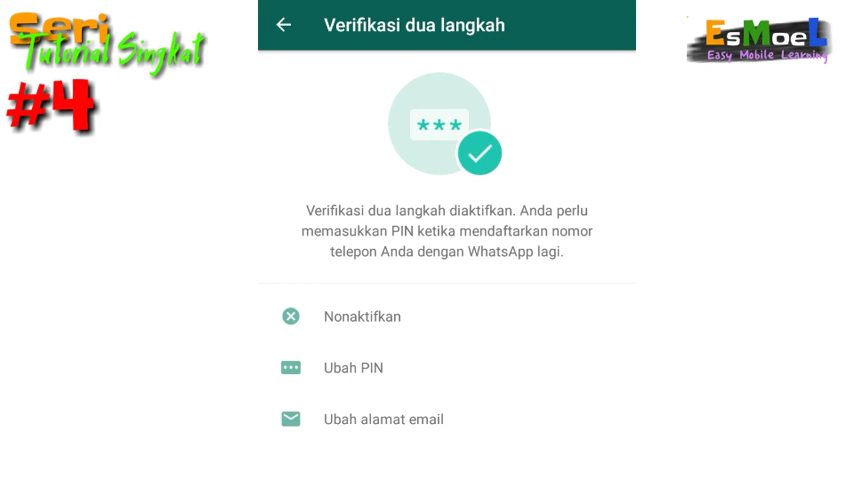 Seri
Tutorial Singkat
#4
Verifikasi dua langkah
EsMoeL
Easy Mobile Learning
***
Verifikasi dua langkah diaktifkan. Anda perlu
memasukkan PIN ketika mendaftarkan nomor
telepon Anda dengan WhatsApp lagi.
Nonaktifkan
Ubah PIN
Ubah alamat email